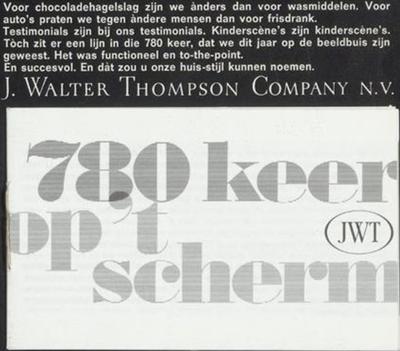 Voor chocoladehagelslag zijn we ànders dan voor wasmiddelen. Voor
auto's praten we tegen àndere mensen dan voor frisdrank.
Testimonials zijn bij ons testimonials. Kinderscène's zijn kinderscène's.
Tòch zit er een lijn in die 780 keer, dat we dit jaar op de beeldbuis zijn
geweest. Het was functioneel en to-the-point.
En succesvol. En dàt zou u onze huis-stijl kunnen noemen.
J. WALTER THOMPSON COMPANY N.V.
780 keer
op 't
JWT
scherm